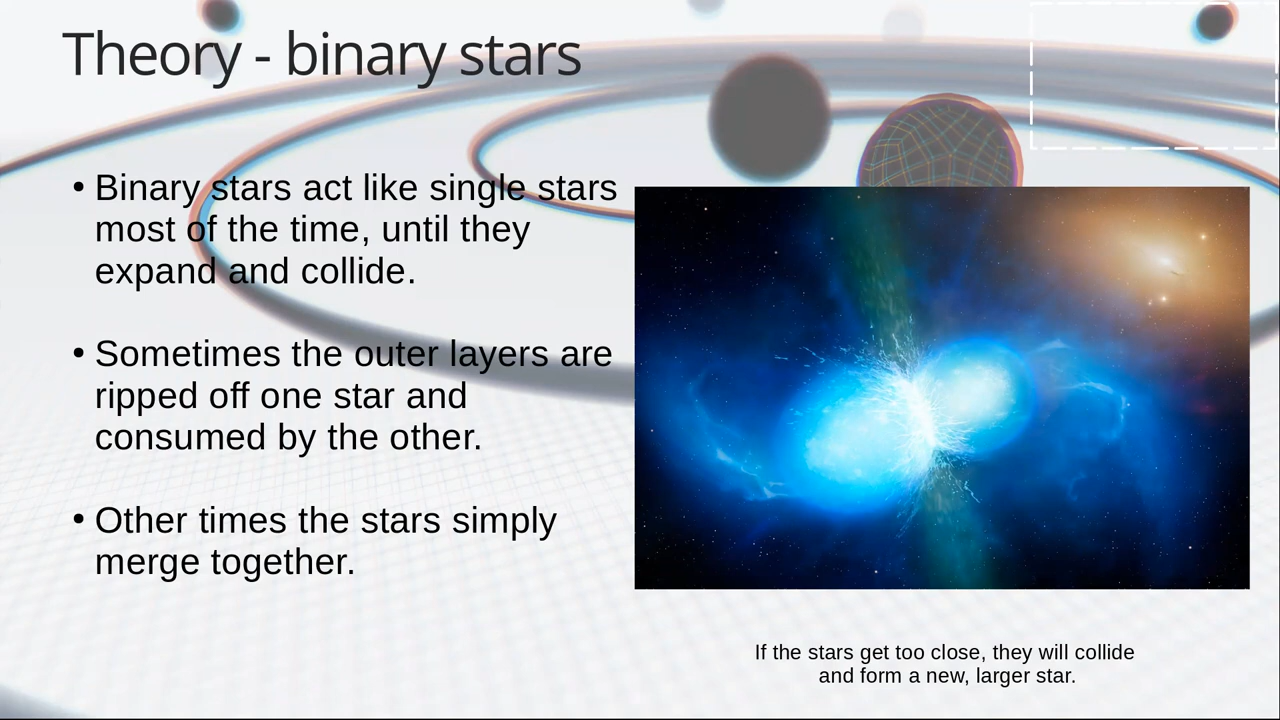 Theory - binary stars
• Binary stars act like single stars
most of the time, until they
expand and collide.
• Sometimes the outer layers are
ripped off one star and
consumed by the other.
• Other times the stars simply
merge together.
If the stars get too close, they will collide
and form a new, larger star.